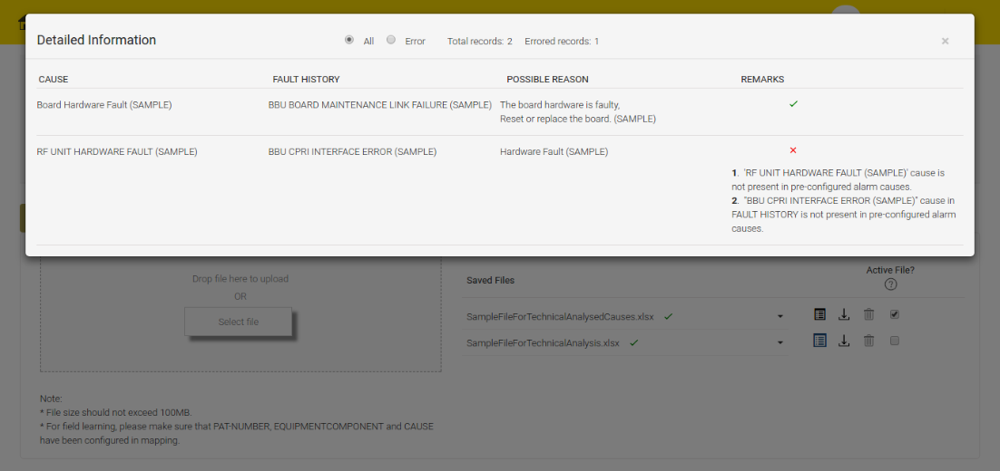 Detailed Information
All Error Total records: 2 Errored records: 1
×
CAUSE FAULT HISTORY POSSIBLE REASON REMARKS
Board Hardware Fault (SAMPLE) BBU BOARD MAINTENANCE LINK FAILURE (SAMPLE) The board hardware is faulty,
Reset or replace the board. (SAMPLE)
RF UNIT HARDWARE FAULT (SAMPLE) BBU CPRI INTERFACE ERROR (SAMPLE) Hardware Fault (SAMPLE)
1. 'RF UNIT HARDWARE FAULT (SAMPLE)' cause is
not present in pre-configured alarm causes.
2. "BBU CPRI INTERFACE ERROR (SAMPLE)" cause in
FAULT HISTORY is not present in pre-configured alarm
causes.
Drop file here to upload
OR
Select file
Saved Files
Active File?
?
SampleFileForTechnicalAnalysedCauses.xlsx
SampleFileForTechnicalAnalysis.xlsx
Note:
* File size should not exceed 100MB.
* For field learning, please make sure that PAT-NUMBER, EQUIPMENTCOMPONENT and CAUSE
have been configured in mapping.